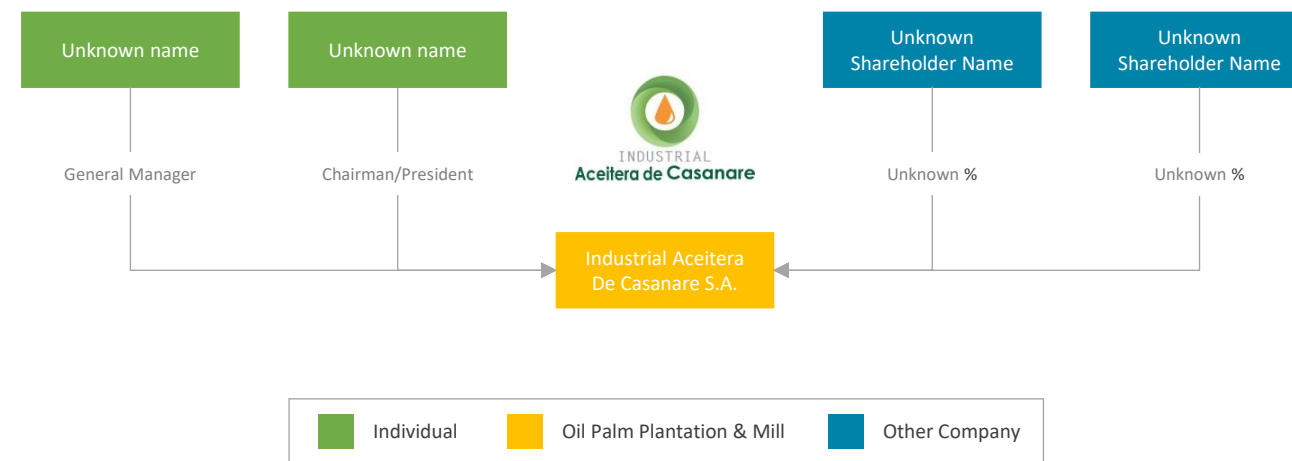 Unknown name
Unknown name
Unknown
Shareholder Name
Unknown
Shareholder Name
INDUSTRIAL
Aceitera de Casanare
General Manager
Chairman/President
Unknown %
Unknown %
Industrial Aceitera
De Casanare S.A.
Individual
Oil Palm Plantation & Mill
Other Company